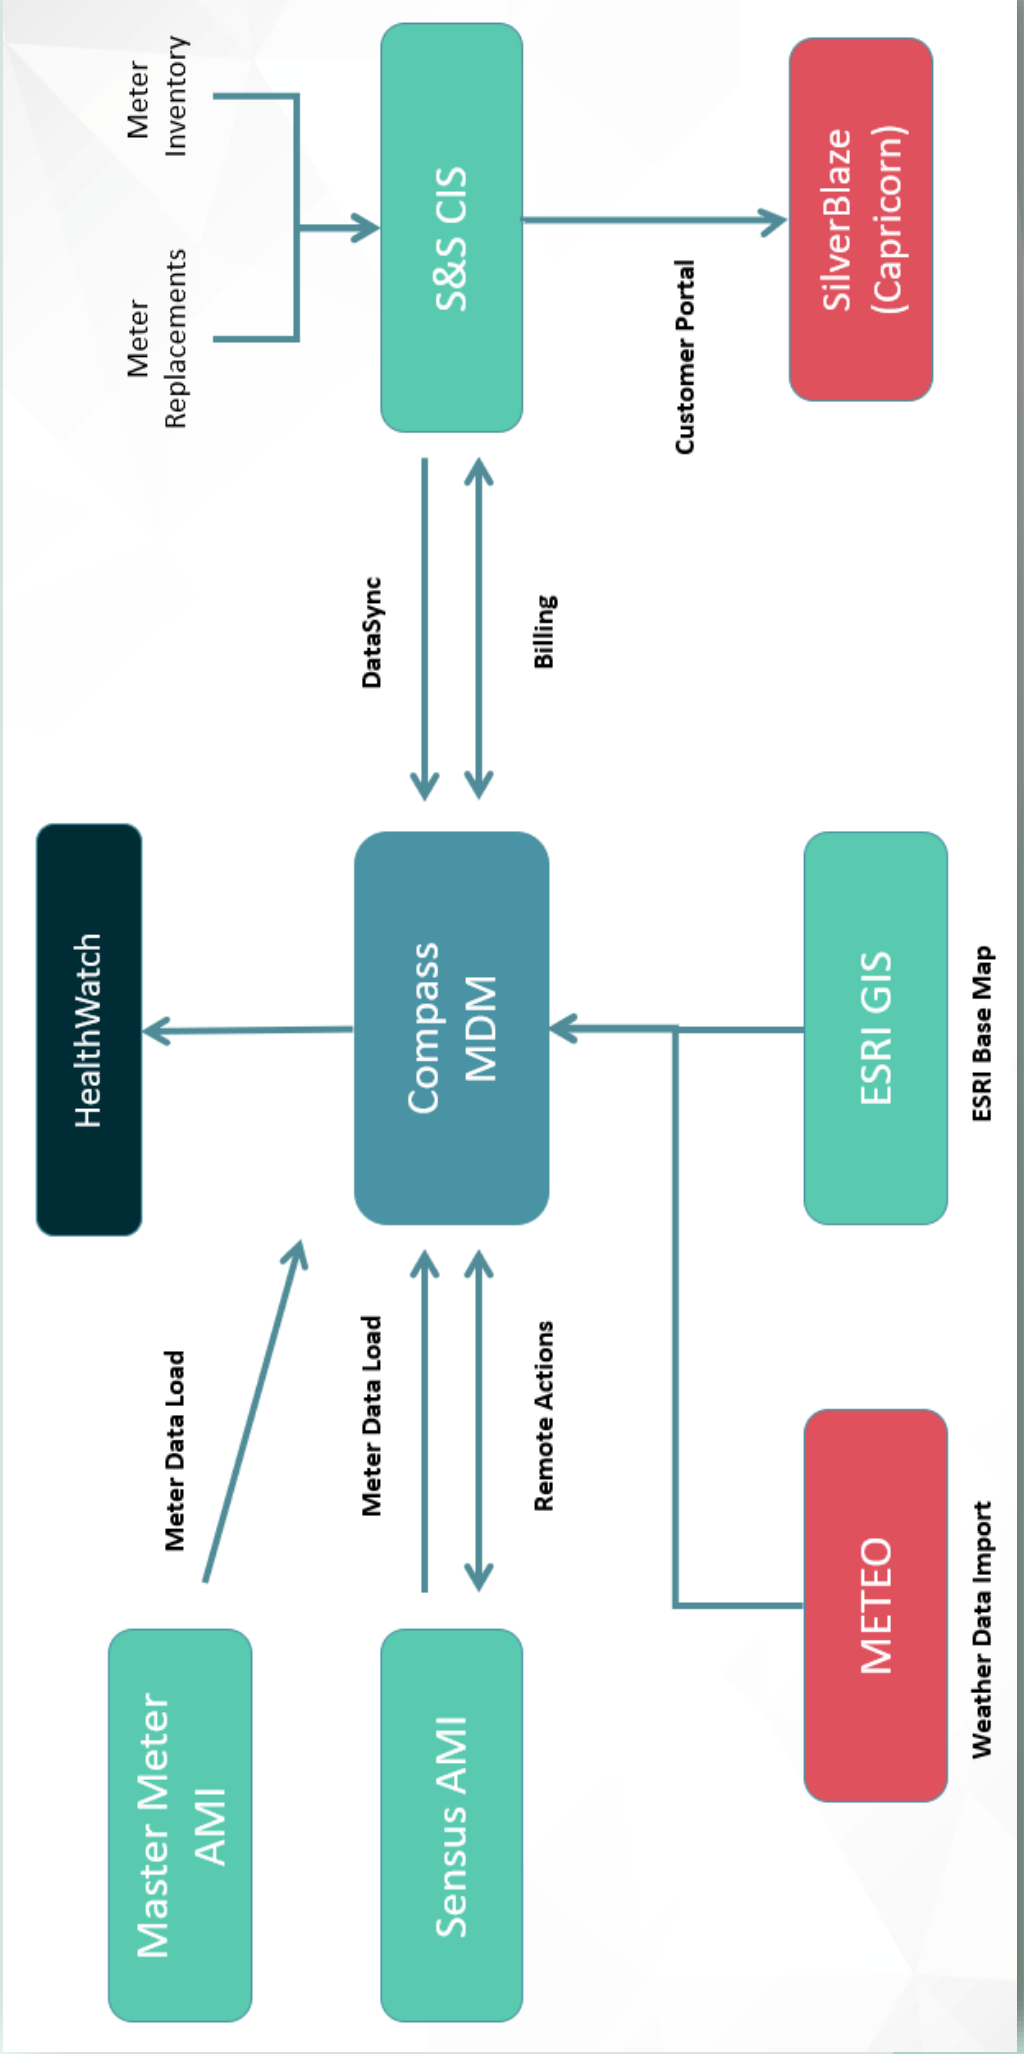 Master Meter
AMI
Meter Data Load
HealthWatch
Meter
Replacements
Meter
Inventory
Sensus AMI
Meter Data Load
Remote Actions
Compass
MDM
DataSync
Billing
S&S CIS
Customer Portal
METEO
Weather Data Import
ESRI GIS
ESRI Base Map
SilverBlaze
(Capricorn)